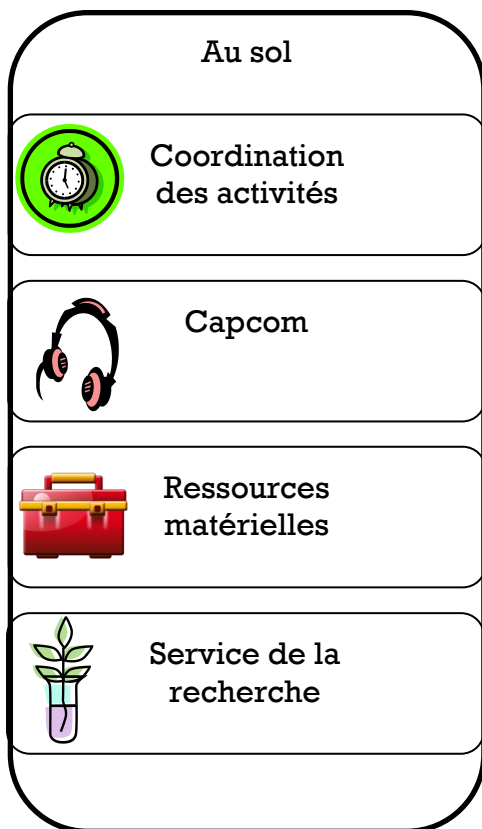 Au sol
Coordination
des activités
Capcom
Ressources
matérielles
Service de la
recherche